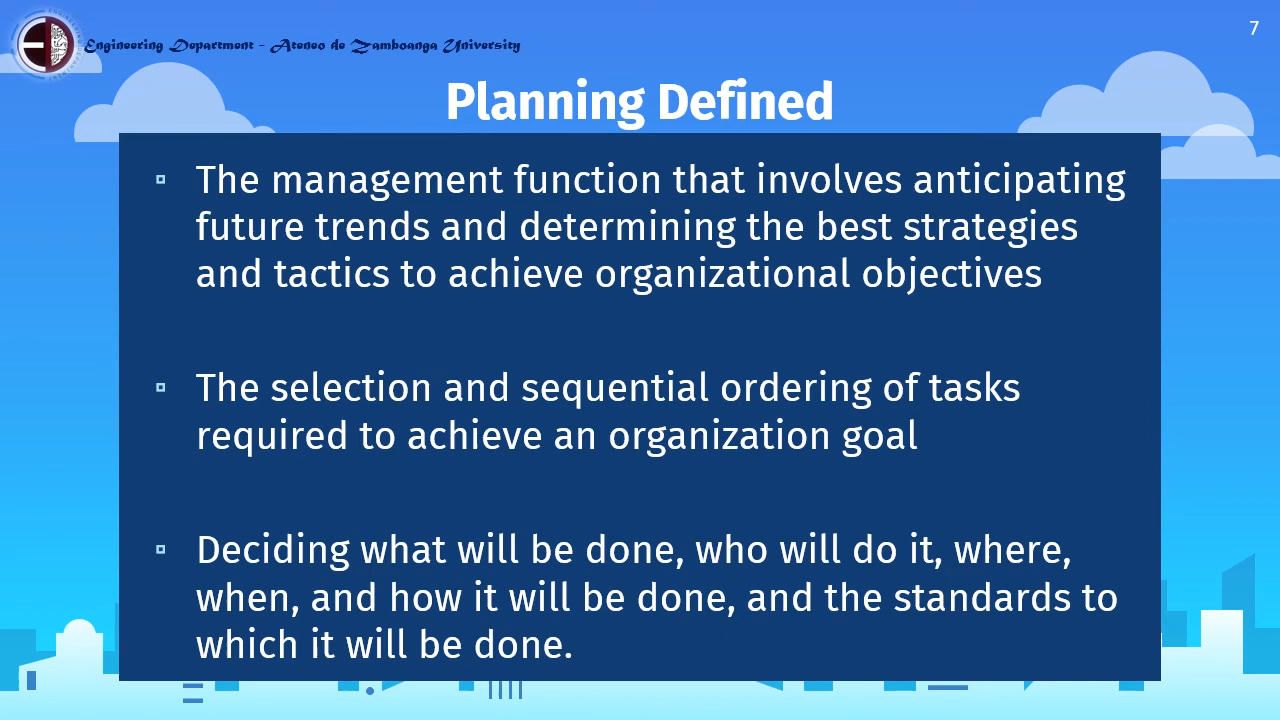 7
Engineering Department - Ateneo de Zamboanga University
Planning Defined
The management function that involves anticipating
future trends and determining the best strategies
and tactics to achieve organizational objectives
The selection and sequential ordering of tasks
required to achieve an organization goal
Deciding what will be done, who will do it, where,
when, and how it will be done, and the standards to
which it will be done.